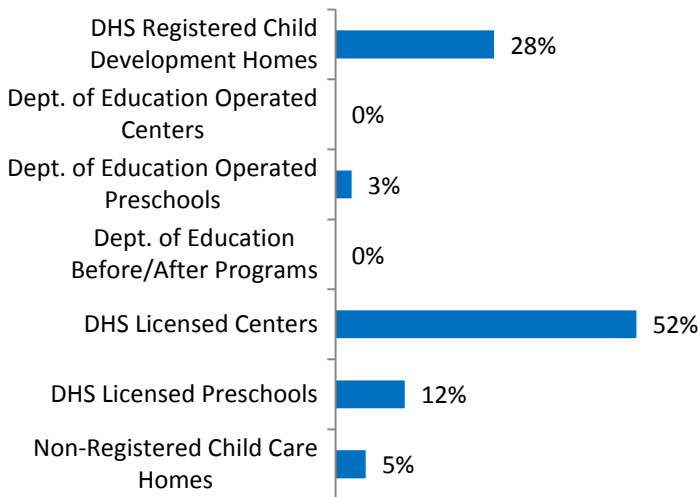 DHS Registered Child
Development Homes
28%
Dept. of Education Operated
Centers
0%
Dept. of Education Operated
Preschools
3%
Dept. of Education
Before/After Programs
0%
DHS Licensed Centers
52%
DHS Licensed Preschools
12%
Non-Registered Child Care
Homes
5%